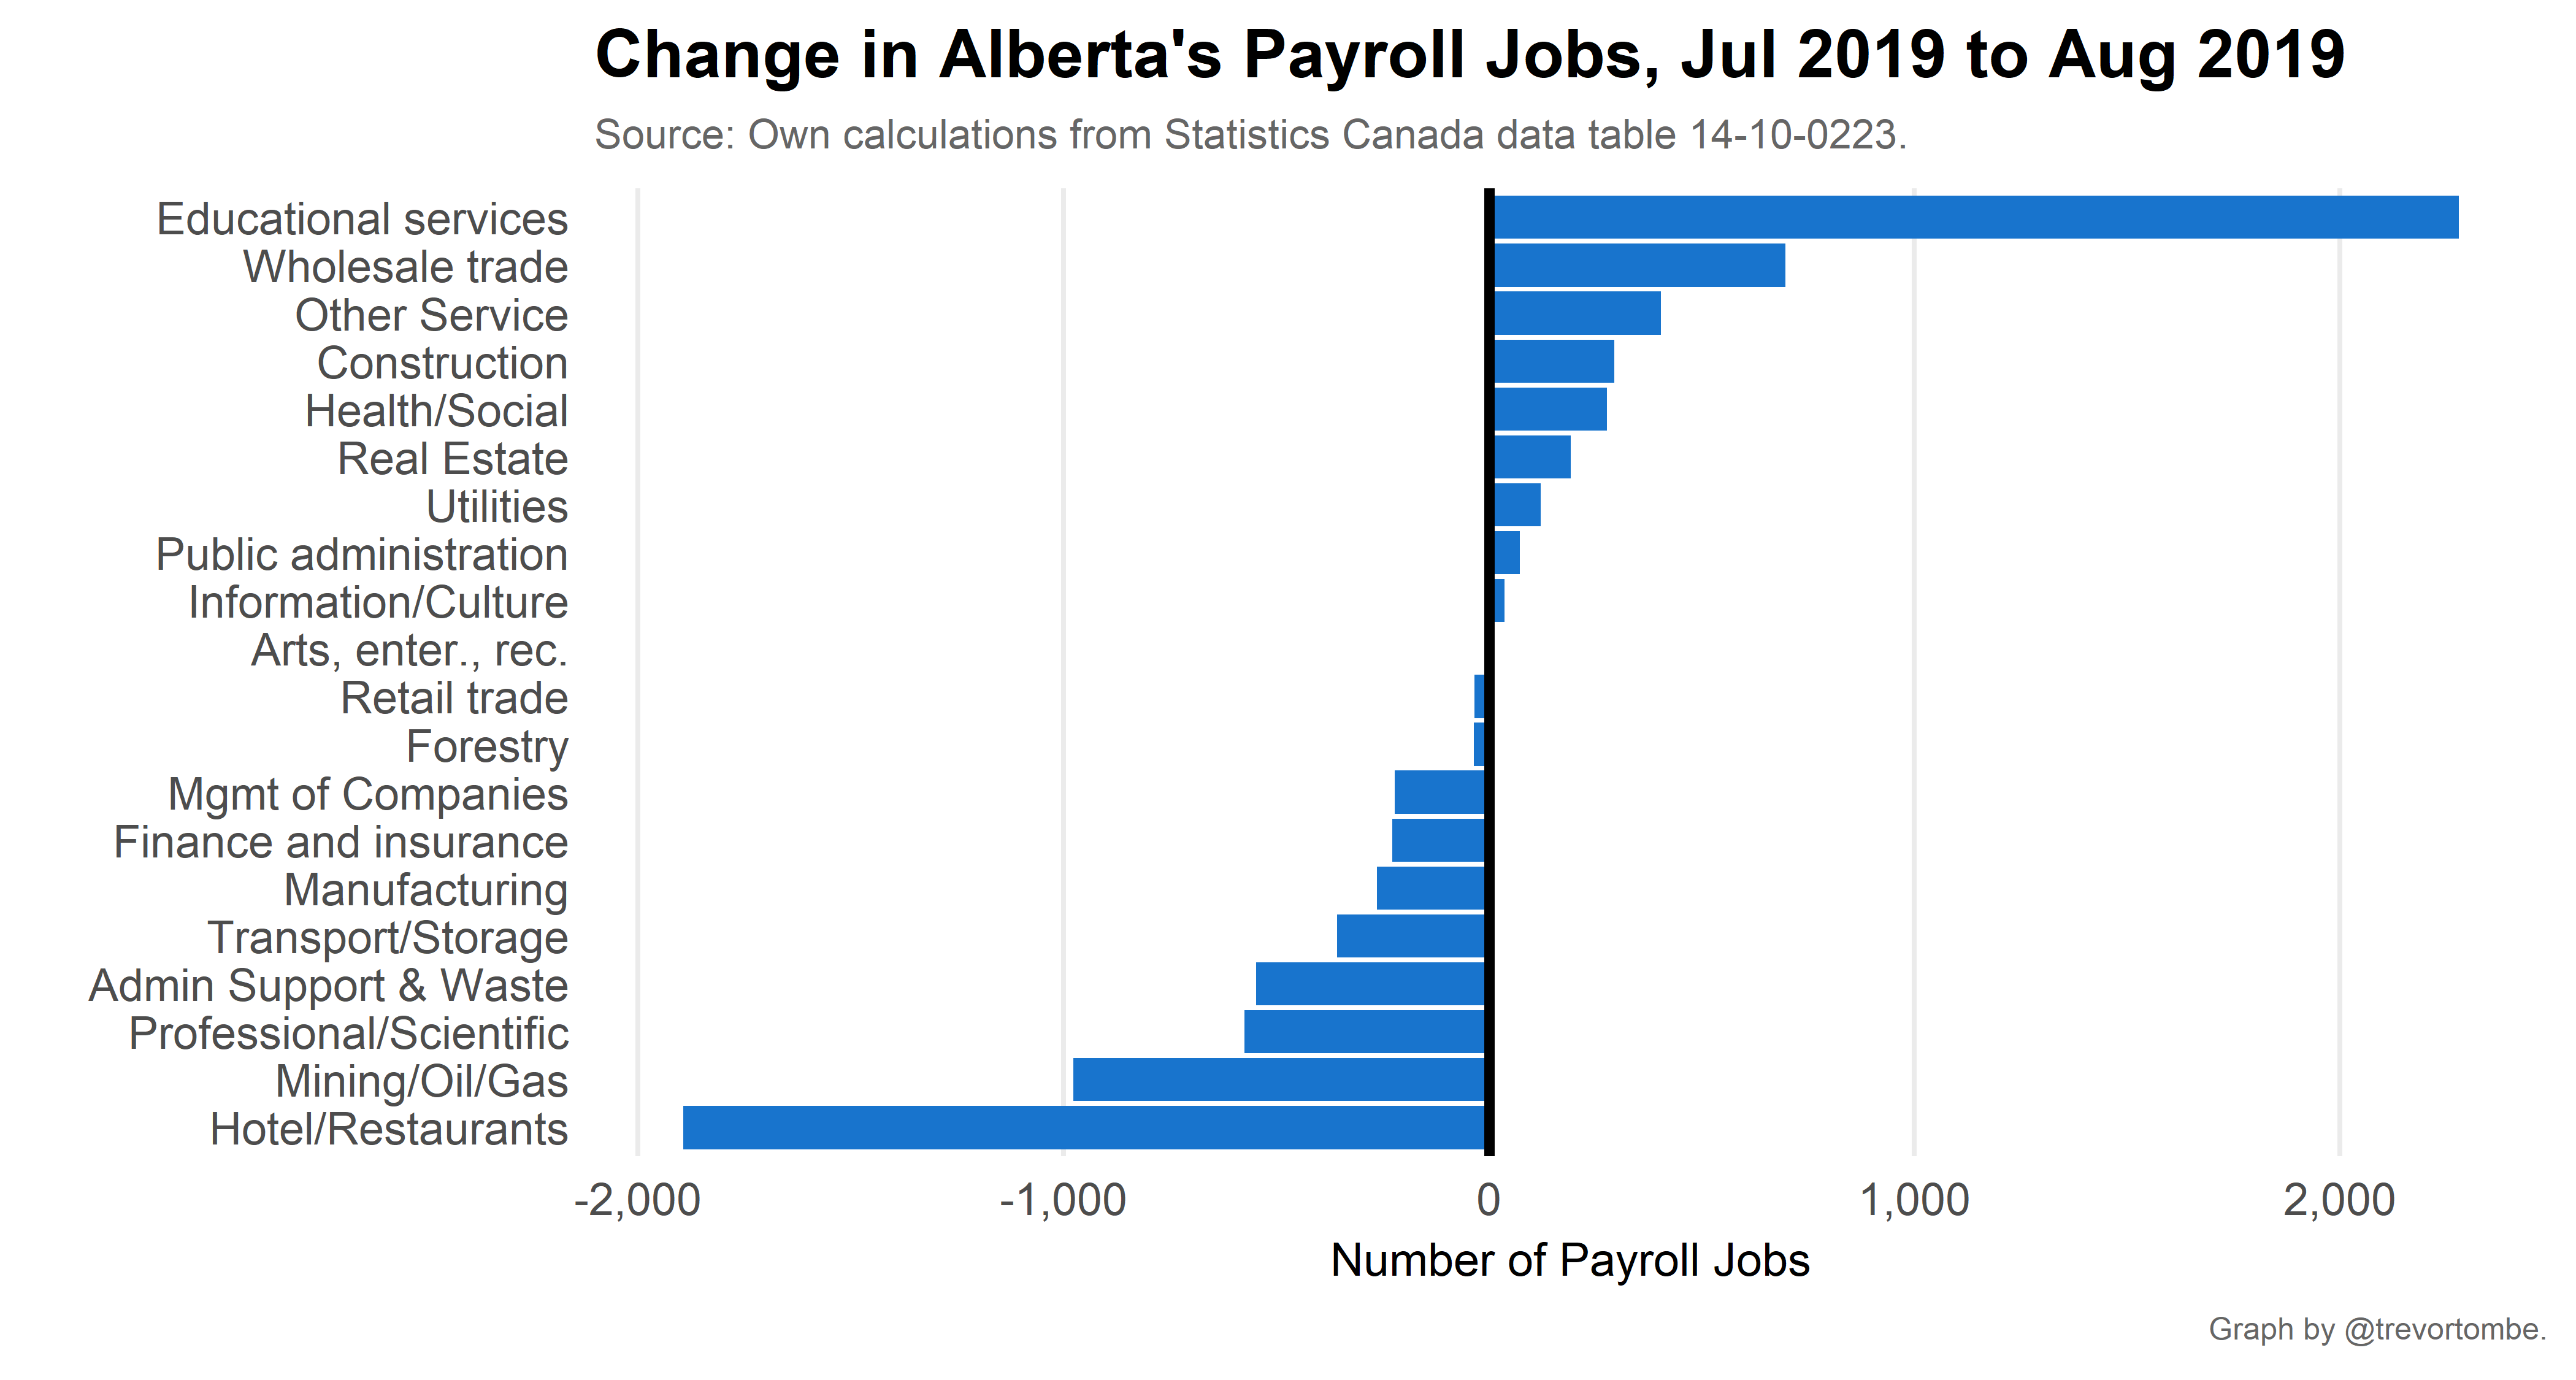 Change in Alberta's Payroll Jobs, Jul 2019 to Aug 2019
Source: Own calculations from Statistics Canada data table 14-10-0223.
Educational services
Wholesale trade
Other Service
Construction
Health/Social
Real Estate
Utilities
Public administration
Information/Culture
Arts, enter., rec.
Retail trade
Forestry
Mgmt of Companies
Finance and insurance
Manufacturing
Transport/Storage
Admin Support & Waste
Professional/Scientific
Mining/Oil/Gas
Hotel/Restaurants
-2,000 -1,000 0 1,000 2,000
Number of Payroll Jobs
Graph by @trevortombe.